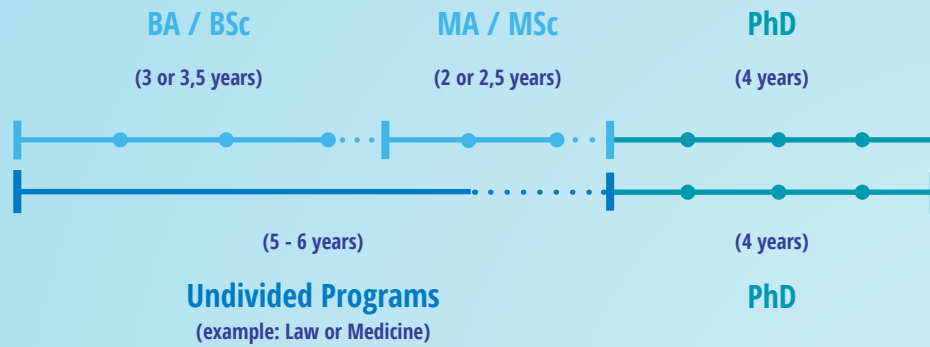 BA / BSc MA / MSc PhD
(3 or 3,5 years) (2 or 2,5 years) (4 years)
(5 - 6 years) (4 years)
Undivided Programs PhD
(example: Law or Medicine)